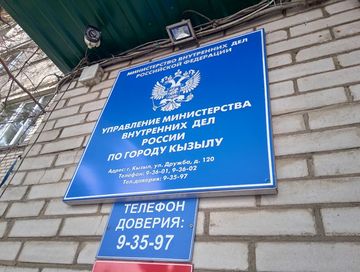 МИНИСТЕРСТВО ВНУТРЕННИХ ДЕЛ
РОССИЙСКОЙ ФЕДЕРАЦИИ
УПРАВЛЕНИЕ МИНИСТЕРСТВА
ВНУТРЕННИХ ДЕЛ
РОССИИ
ПО ГОРОДУ КЫЗЫЛУ
Адрес: г. Кызыл, ул. Дружба, д. 120
Телефон: 9-36-01, 9-36-02
Тел.доверия: 9-35-97
ТЕЛЕФОН
ДОВЕРИЯ:
9-35-97